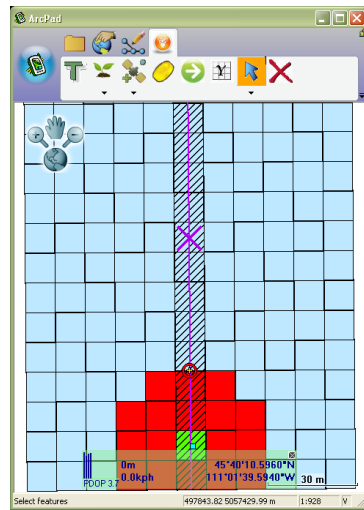 ArcPad
0m 45°40'10.5960"N
PDOP 3.7 0.0kph 111°01'39.5940"W
30 m
Select features 497843.82 5057429.99 m 1:928 V